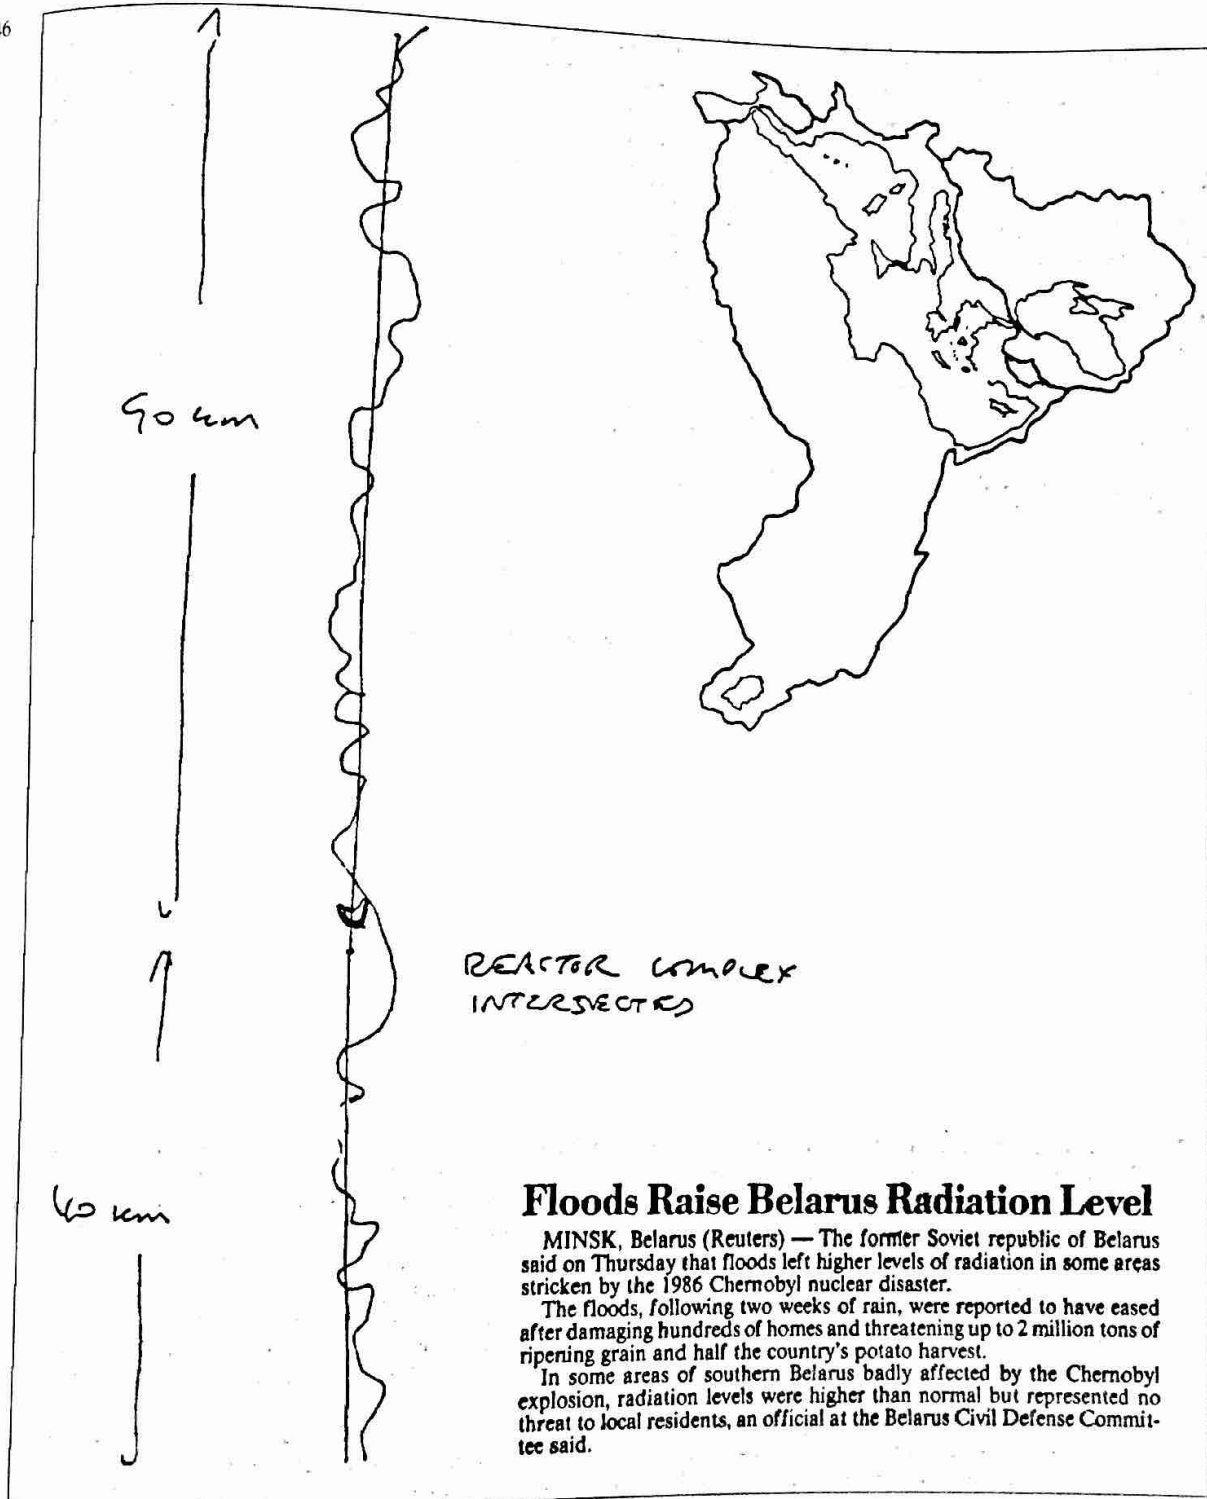 90 km
REACTOR COMPLEX
INTERSECTED
40 km
Floods Raise Belarus Radiation Level
MINSK, Belarus (Reuters) — The former Soviet republic of Belarus
said on Thursday that floods left higher levels of radiation in some areas
stricken by the 1986 Chernobyl nuclear disaster.
The floods, following two weeks of rain, were reported to have eased
after damaging hundreds of homes and threatening up to 2 million tons of
ripening grain and half the country's potato harvest.
In some areas of southern Belarus badly affected by the Chernobyl
explosion, radiation levels were higher than normal but represented no
threat to local residents, an official at the Belarus Civil Defense Commit-
tee said.